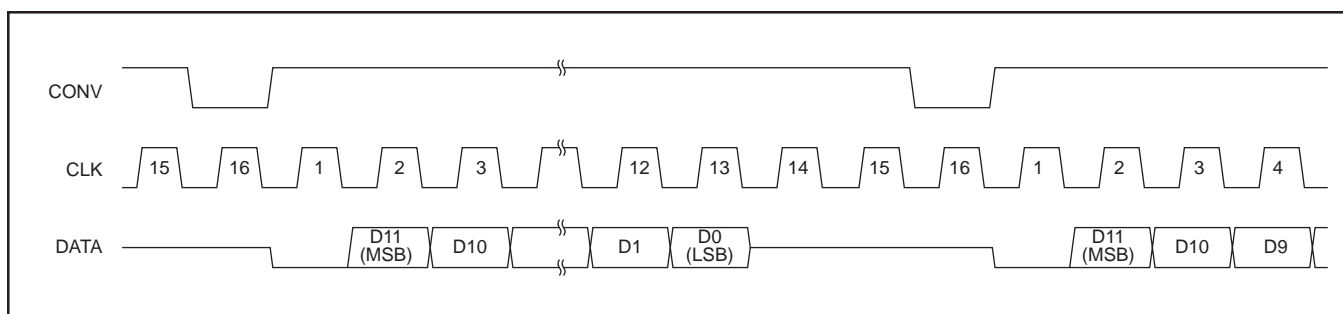 CONV
CLK 15 16 1 2 3 12 13 14 15 16 1 2 3 4
DATA D11 (MSB) D10 D1 D0 (LSB) D11 (MSB) D10 D9